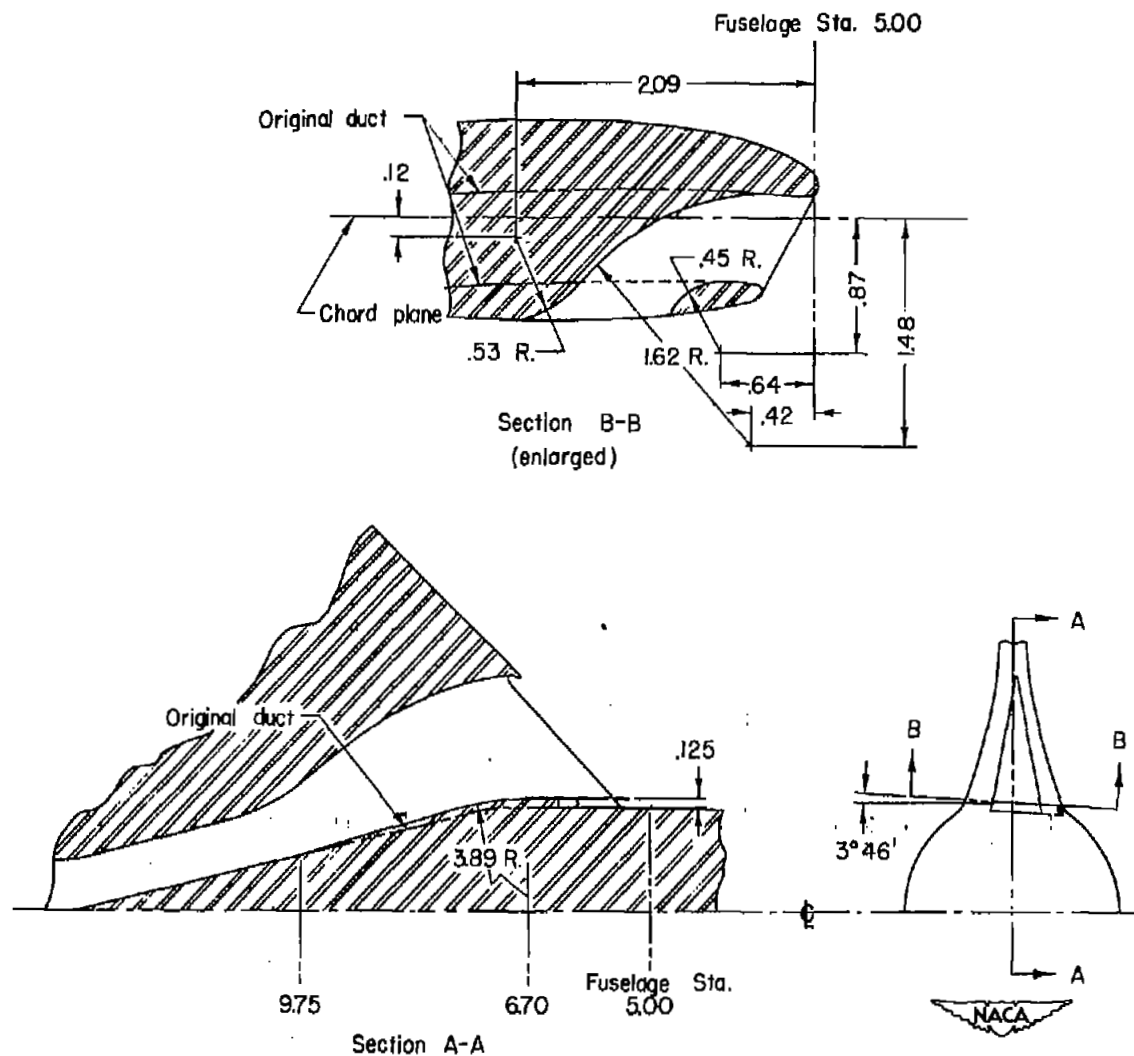 Fuselage Sta. 5.00
2.09
Original duct
.12
.45 R.
.87
Chord plane
1.48
.53 R.
1.62 R.
.64
.42
Section B-B
(enlarged)
A
Original duct
.125
B
B
3°46'
3.89 R.
℄
Fuselage Sta.
9.75
6.70
5.00
A
NACA
Section A-A